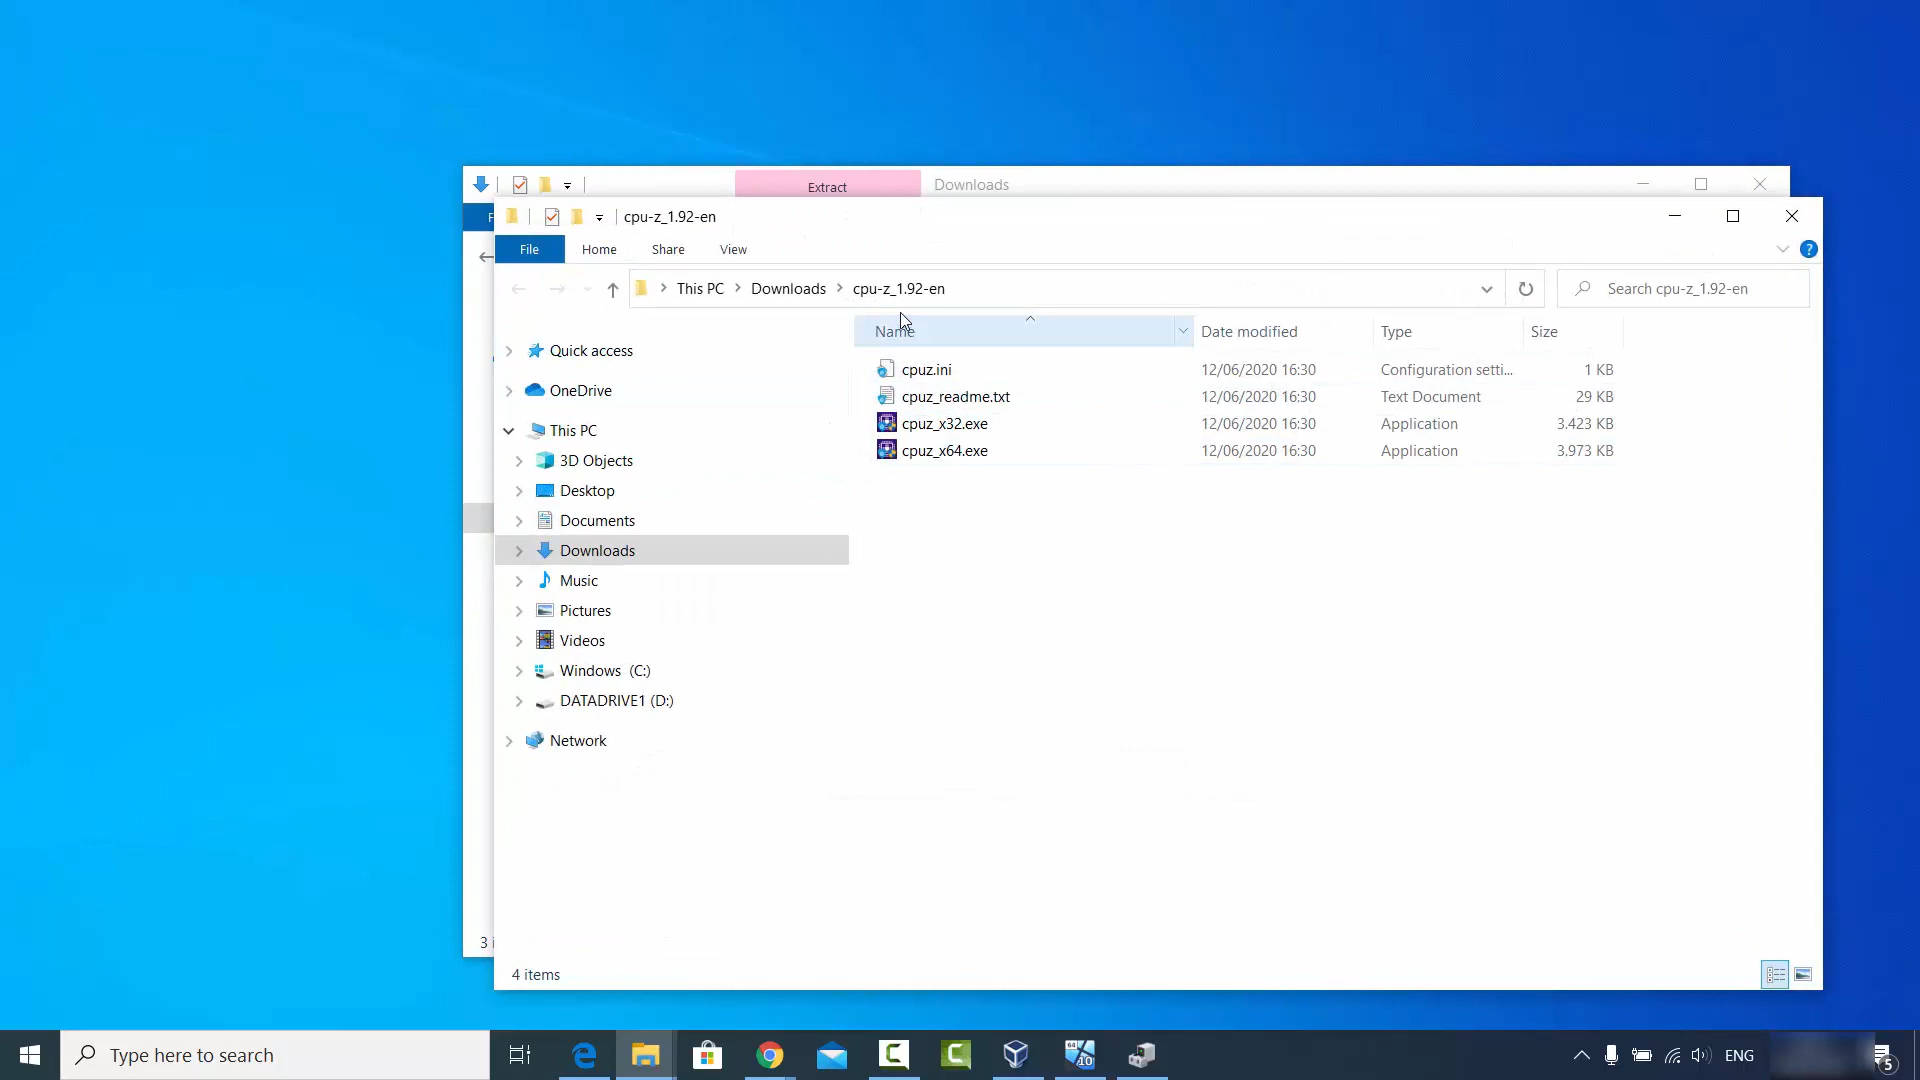 Extract
Downloads
cpu-z_1.92-en
File
Home
Share
View
This PC
Downloads
cpu-z_1.92-en
Search cpu-z_1.92-en
Name
Date modified
Type
Size
cpuz.ini
12/06/2020 16:30
Configuration setti...
1 KB
cpuz_readme.txt
12/06/2020 16:30
Text Document
29 KB
cpuz_x32.exe
12/06/2020 16:30
Application
3.423 KB
cpuz_x64.exe
12/06/2020 16:30
Application
3.973 KB
Quick access
OneDrive
This PC
3D Objects
Desktop
Documents
Downloads
Music
Pictures
Videos
Windows (C:)
DATADRIVE1 (D:)
Network
3 i
4 items
Type here to search
64
10
ENG
5